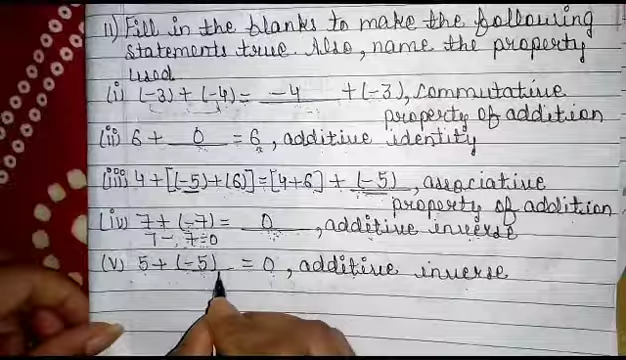 11) Fill in the blanks to make the following
statements true. Also, name the property
used
(i) (-3) + (-4) = -4 + (-3), commutative
property of addition
(ii) 6 + 0 = 6, additive identity
(iii) 4 + [(-5) + (6)] = [4+6] + (-5), associative
property of addition
(iv) 7 + (-7) = 0, additive inverse
7 - 7 = 0
(v) 5 + (-5) = 0, additive inverse